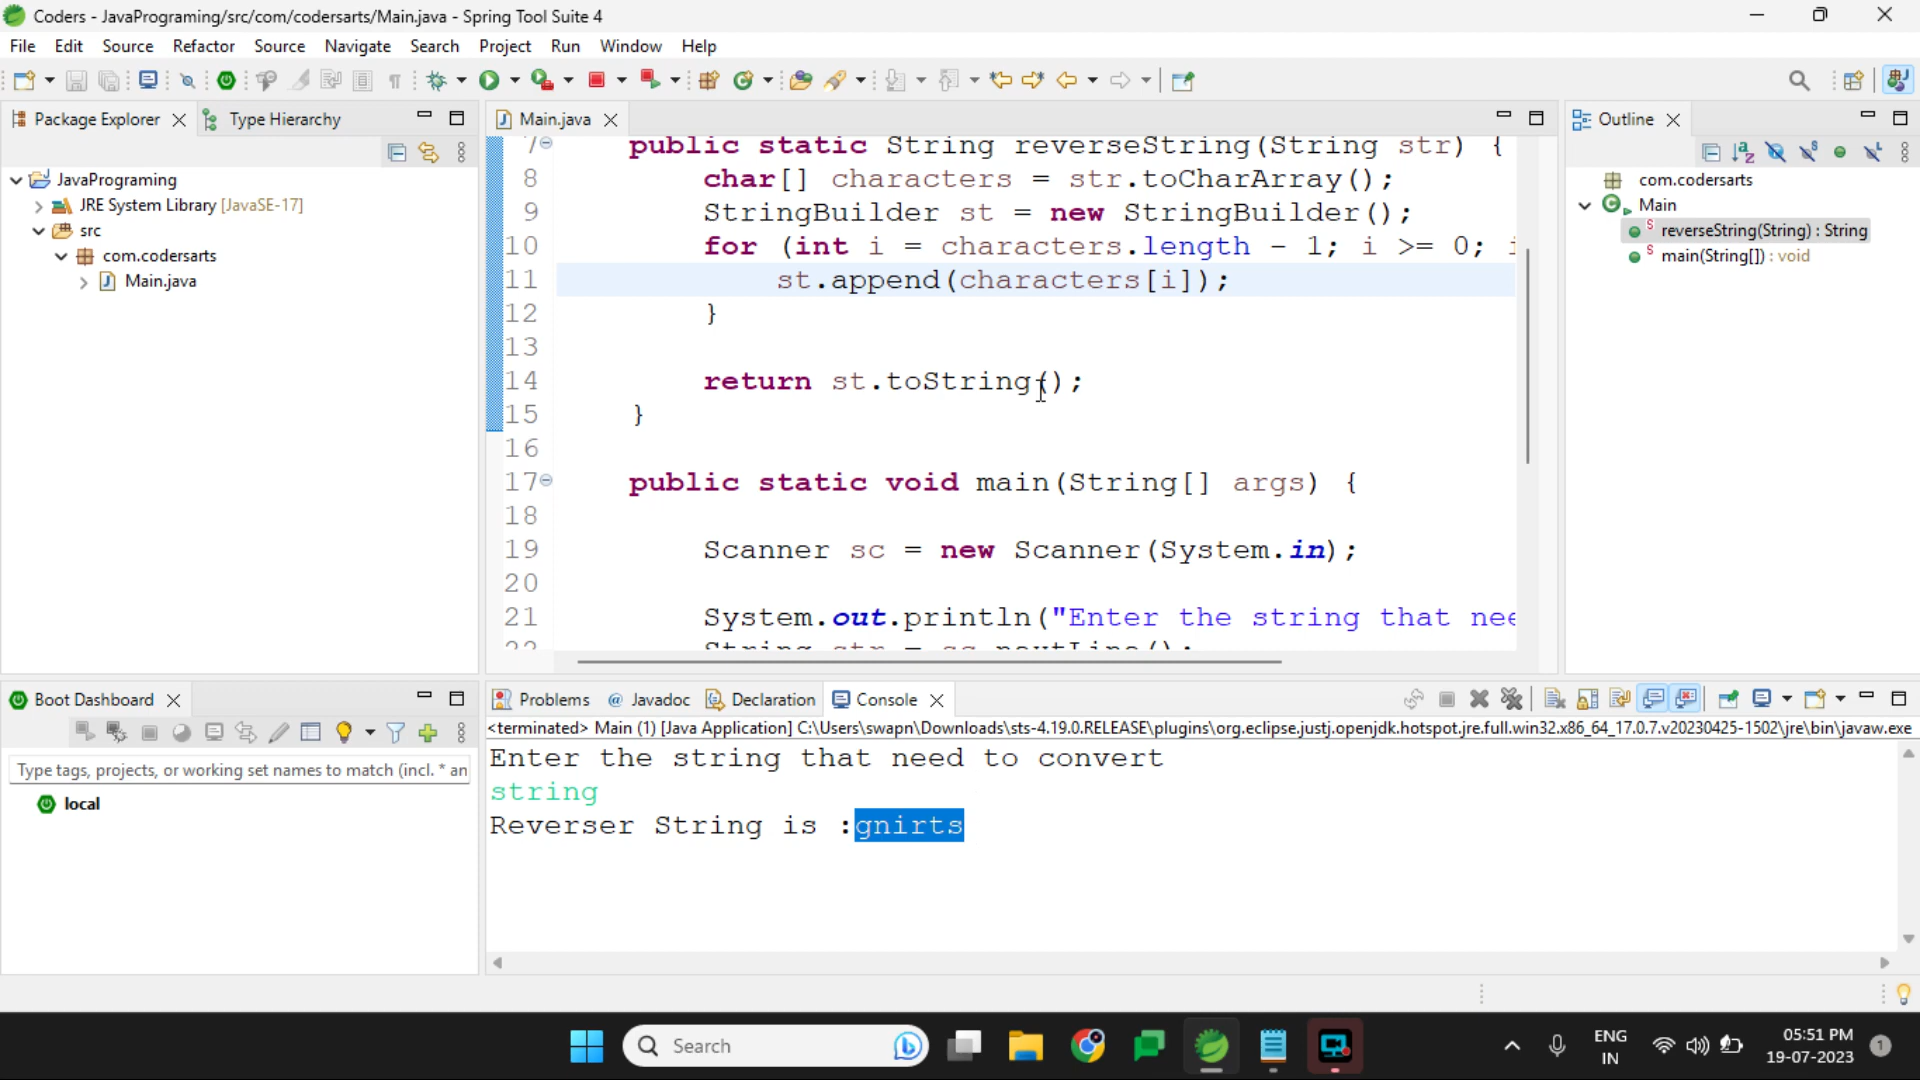 Coders - JavaPrograming/src/com/codersarts/Main.java - Spring Tool Suite 4
File Edit Source Refactor Source Navigate Search Project Run Window Help
Package Explorer Type Hierarchy
JavaPrograming
JRE System Library [JavaSE-17]
src
com.codersarts
Main.java
Main.java
7 public static String reverseString(String str) {
8 char[] characters = str.toCharArray();
9 StringBuilder st = new StringBuilder();
10 for (int i = characters.length - 1; i >= 0; i
11 st.append(characters[i]);
12 }
13
14 return st.toString();
15 }
16
17 public static void main(String[] args) {
18
19 Scanner sc = new Scanner(System.in);
20
21 System.out.println("Enter the string that nee
22 String str = sc.nextLine();
Outline
com.codersarts
Main
reverseString(String) : String
main(String[]) : void
Boot Dashboard
Type tags, projects, or working set names to match (incl. * an
local
Problems Javadoc Declaration Console
<terminated> Main (1) [Java Application] C:\Users\swapn\Downloads\sts-4.19.0.RELEASE\plugins\org.eclipse.justj.openjdk.hotspot.jre.full.win32.x86_64_17.0.7.v20230425-1502\jre\bin\javaw.exe
Enter the string that need to convert
string
Reverser String is :gnirts
Search
ENG
IN
05:51 PM
19-07-2023
1